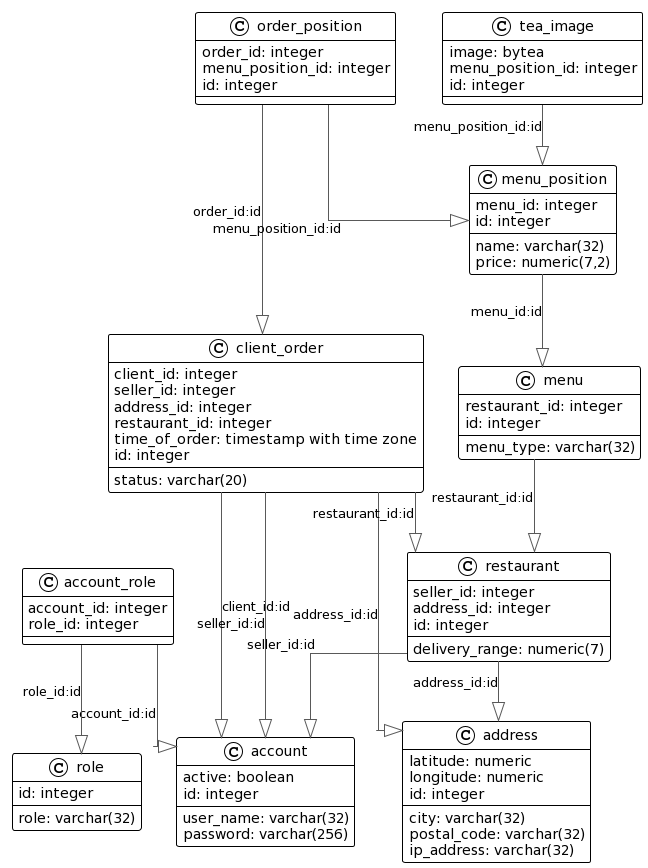 C order_position
order_id: integer
menu_position_id: integer
id: integer
C tea_image
image: bytea
menu_position_id: integer
id: integer
menu_position_id:id
C menu_position
menu_id: integer
id: integer
name: varchar(32)
price: numeric(7,2)
order_id:id
menu_position_id:id
menu_id:id
C client_order
client_id: integer
seller_id: integer
address_id: integer
restaurant_id: integer
time_of_order: timestamp with time zone
id: integer
status: varchar(20)
C menu
restaurant_id: integer
id: integer
menu_type: varchar(32)
restaurant_id:id
restaurant_id:id
C account_role
account_id: integer
role_id: integer
C restaurant
seller_id: integer
address_id: integer
id: integer
delivery_range: numeric(7)
client_id:id
seller_id:id
address_id:id
seller_id:id
address_id:id
role_id:id
account_id:id
C role
id: integer
role: varchar(32)
C account
active: boolean
id: integer
user_name: varchar(32)
password: varchar(256)
C address
latitude: numeric
longitude: numeric
id: integer
city: varchar(32)
postal_code: varchar(32)
ip_address: varchar(32)